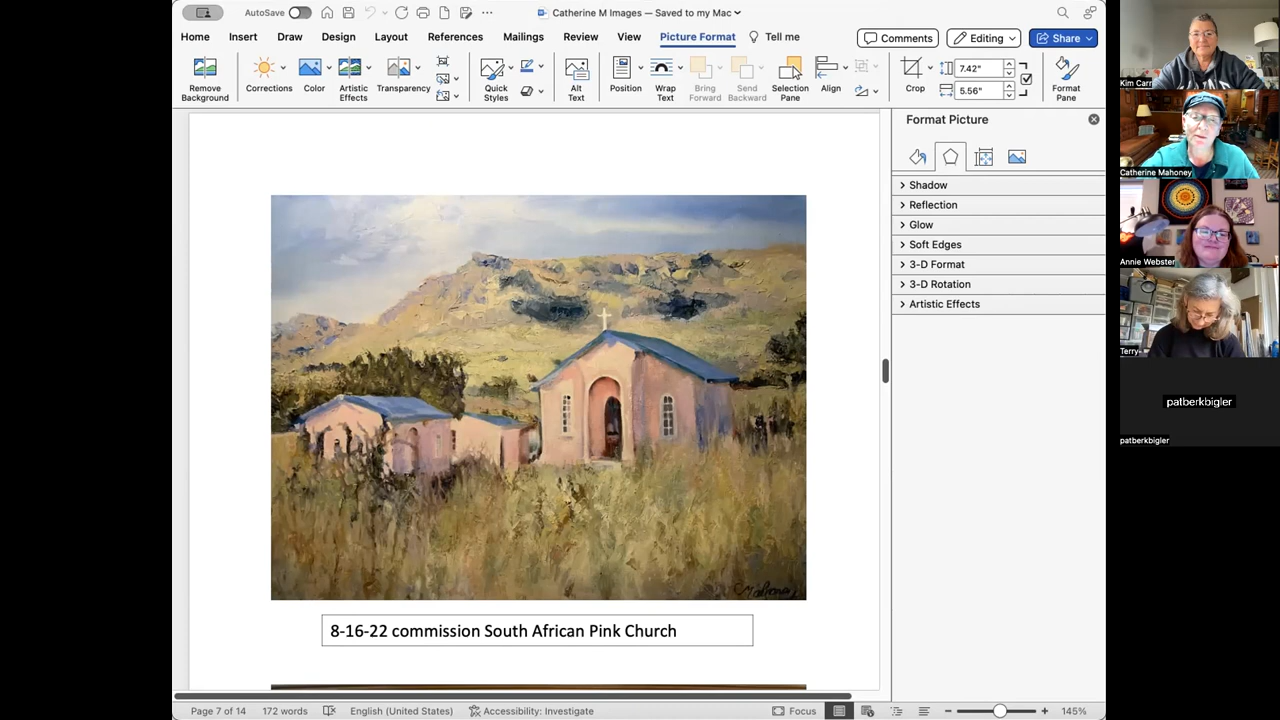 AutoSave
Catherine M Images — Saved to my Mac
Home Insert Draw Design Layout References Mailings Review View Picture Format Tell me
Comments Editing Share
Remove Background
Corrections
Color
Artistic Effects
Transparency
Quick Styles
Alt Text
Position
Wrap Text
Bring Forward
Send Backward
Selection Pane
Align
Crop
7.42"
5.56"
Format Pane
Format Picture
Shadow
Reflection
Glow
Soft Edges
3-D Format
3-D Rotation
Artistic Effects
CMahoney
8-16-22 commission South African Pink Church
Page 7 of 14 172 words English (United States) Accessibility: Investigate Focus 145%
Kim Carr
Catherine Mahoney
Annie Webster
Terry
patberkbigler
patberkbigler